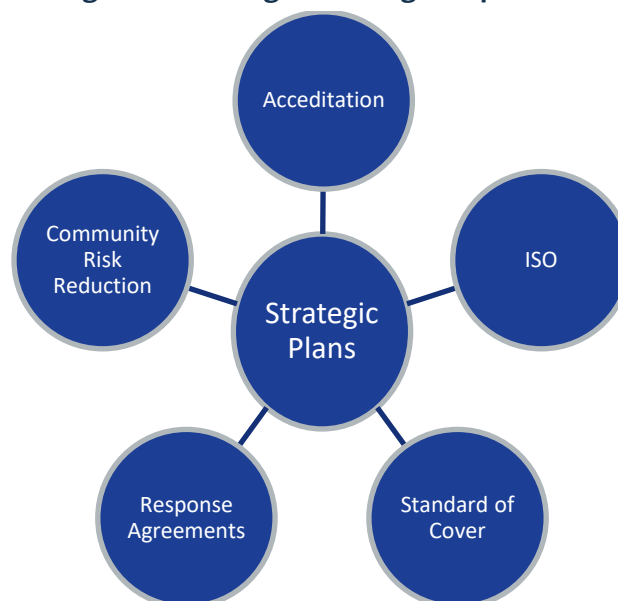 Acceditation
Community
Risk
Reduction
ISO
Strategic
Plans
Response
Agreements
Standard of
Cover